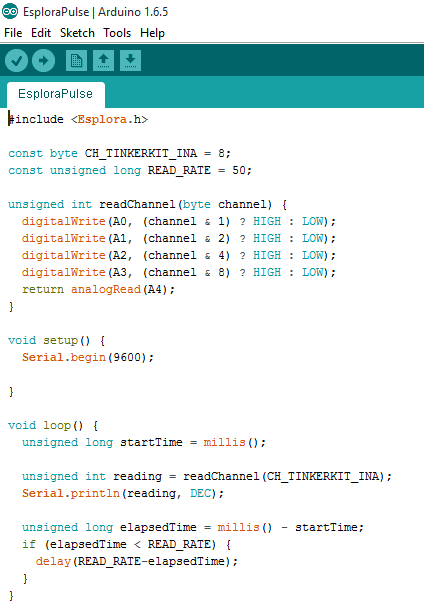 EsploraPulse | Arduino 1.6.5
File Edit Sketch Tools Help
EsploraPulse
#include <Esplora.h>

const byte CH_TINKERKIT_INA = 8;
const unsigned long READ_RATE = 50;

unsigned int readChannel(byte channel) {
  digitalWrite(A0, (channel & 1) ? HIGH : LOW);
  digitalWrite(A1, (channel & 2) ? HIGH : LOW);
  digitalWrite(A2, (channel & 4) ? HIGH : LOW);
  digitalWrite(A3, (channel & 8) ? HIGH : LOW);
  return analogRead(A4);
}

void setup() {
  Serial.begin(9600);

}

void loop() {
  unsigned long startTime = millis();

  unsigned int reading = readChannel(CH_TINKERKIT_INA);
  Serial.println(reading, DEC);

  unsigned long elapsedTime = millis() - startTime;
  if (elapsedTime < READ_RATE) {
    delay(READ_RATE-elapsedTime);
  }
}